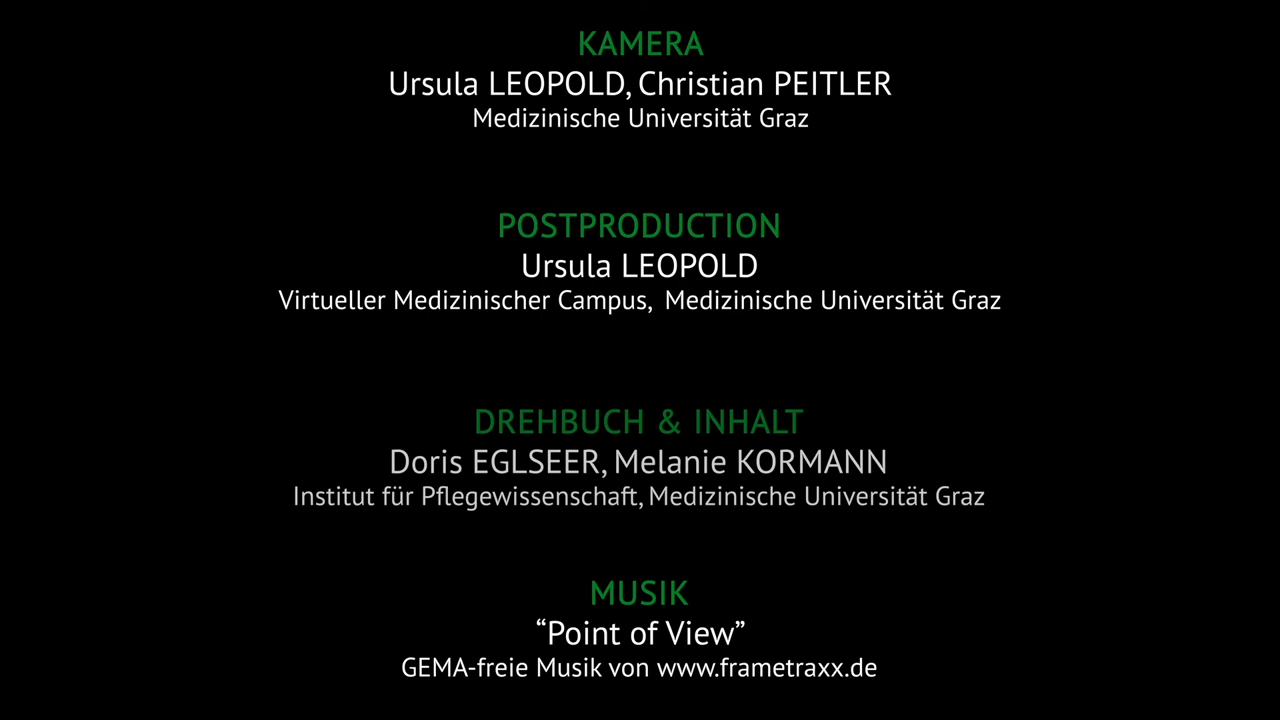 KAMERA
Ursula LEOPOLD, Christian PEITLER
Medizinische Universität Graz
POSTPRODUCTION
Ursula LEOPOLD
Virtueller Medizinischer Campus, Medizinische Universität Graz
DREHBUCH & INHALT
Doris EGLSEER, Melanie KORMANN
Institut für Pflegewissenschaft, Medizinische Universität Graz
MUSIK
“Point of View”
GEMA-freie Musik von www.frametraxx.de